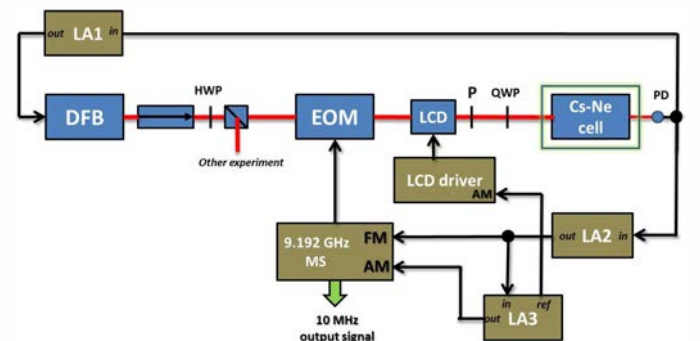 out LA1 in
HWP
P
QWP
PD
DFB
EOM
LCD
Cs-Ne
cell
Other experiment
LCD driver
AM
9.192 GHz
MS
FM
AM
out LA2 in
in ref
out LA3
10 MHz
output signal